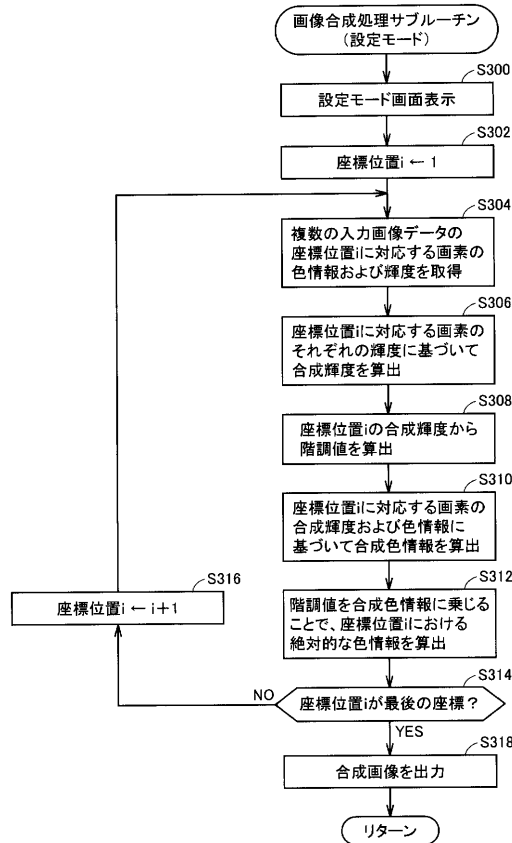 画像合成処理サブルーチン
（設定モード）
S300
設定モード画面表示
S302
座標位置i ← 1
S304
複数の入力画像データの
座標位置iに対応する画素の
色情報および輝度を取得
S306
座標位置iに対応する画素の
それぞれの輝度に基づいて
合成輝度を算出
S308
座標位置iの合成輝度から
階調値を算出
S310
座標位置iに対応する画素の
合成輝度および色情報に
基づいて合成色情報を算出
S316
座標位置i ← i+1
S312
階調値を合成色情報に乗じる
ことで、座標位置iにおける
絶対的な色情報を算出
S314
NO
座標位置iが最後の座標？
YES
S318
合成画像を出力
リターン